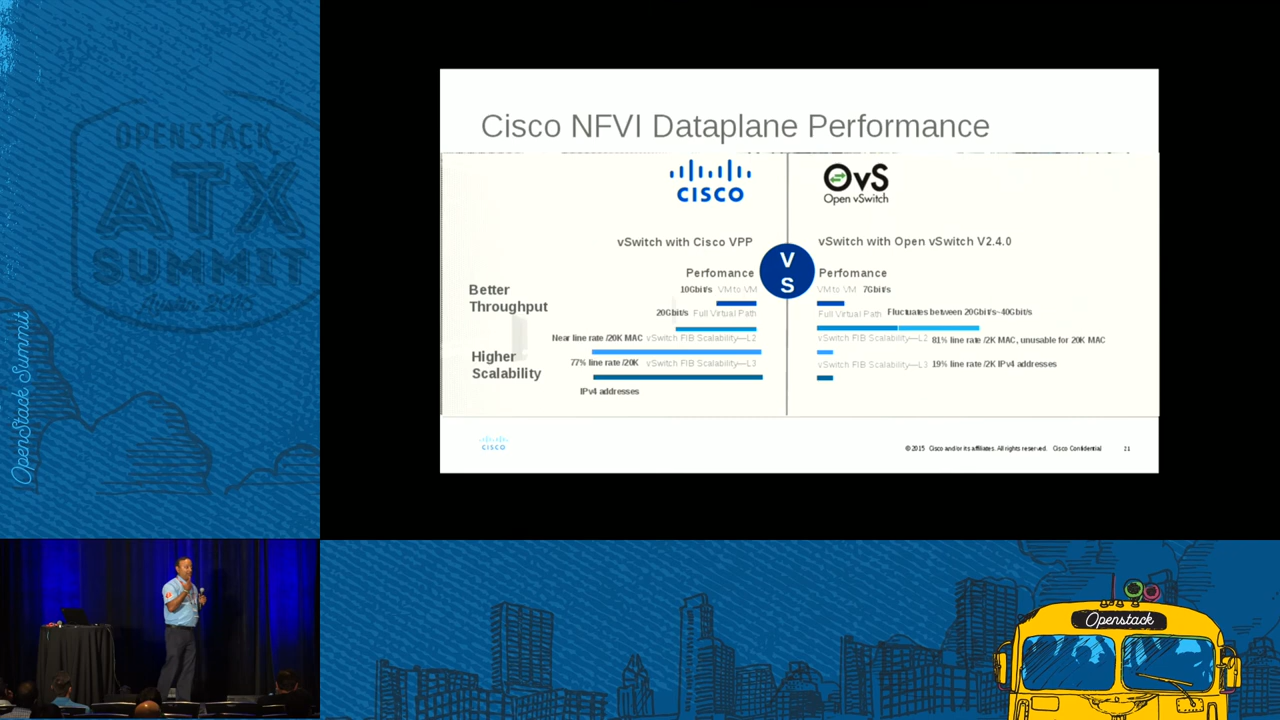 OPENSTACK
ATX
SUMMIT
OpenStack Summit
Cisco NFVI Dataplane Performance
CISCO
OvS
Open vSwitch
vSwitch with Cisco VPP
vSwitch with Open vSwitch V2.4.0
V
S
Perfomance
Perfomance
Better
Throughput
10Gbit/s VM to VM
VM to VM 7Gbit/s
20Gbit/s Full Virtual Path
Full Virtual Path Fluctuates between 20Gbit/s~40Gbit/s
Near line rate /20K MAC vSwitch FIB Scalability—L2
vSwitch FIB Scalability—L2 81% line rate /2K MAC, unusable for 20K MAC
Higher
Scalability
77% line rate /20K vSwitch FIB Scalability—L3
vSwitch FIB Scalability—L3 19% line rate /2K IPv4 addresses
IPv4 addresses
CISCO
© 2015 Cisco and/or its affiliates. All rights reserved. Cisco Confidential 21
Openstack